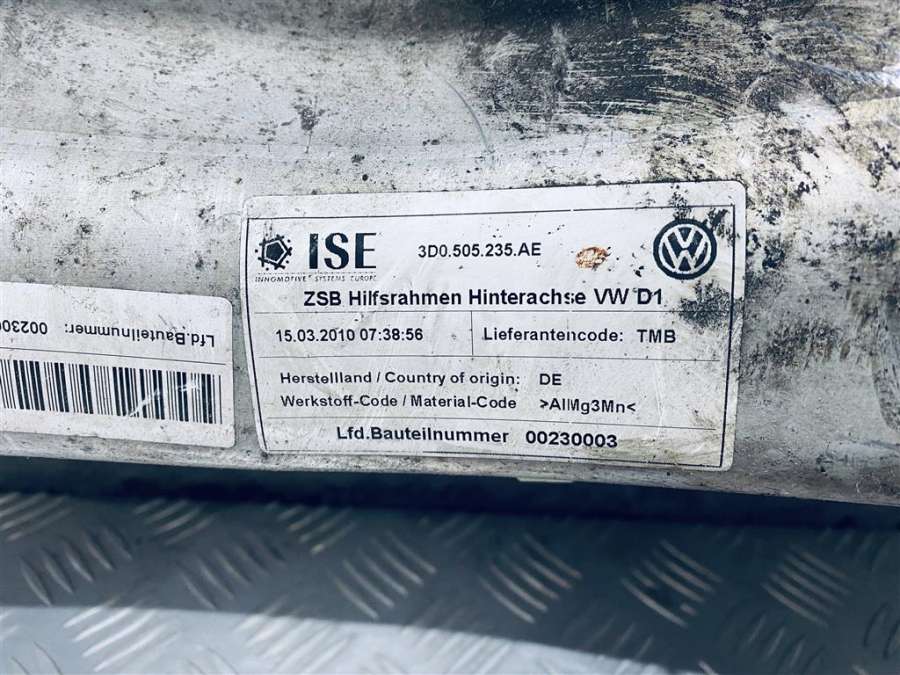 ISE
INNOMOTIVE SYSTEMS EUROPE
3D0.505.235.AE
ZSB Hilfsrahmen Hinterachse VW D1
15.03.2010 07:38:56
Lieferantencode: TMB
Herstellland / Country of origin: DE
Werkstoff-Code / Material-Code >AlMg3Mn<
Lfd.Bauteilnummer 00230003
Lfd.Bauteilnummer: 00230